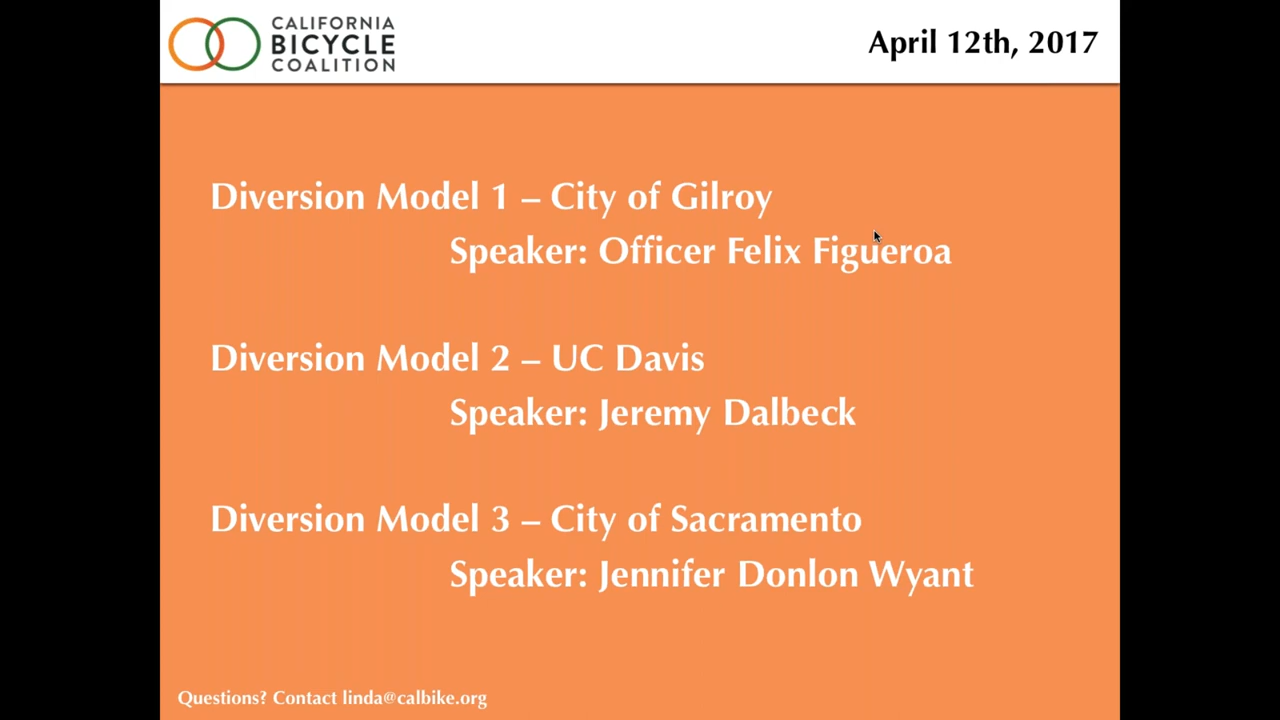 CALIFORNIA
BICYCLE
COALITION
April 12th, 2017
Diversion Model 1 – City of Gilroy
Speaker: Officer Felix Figueroa
Diversion Model 2 – UC Davis
Speaker: Jeremy Dalbeck
Diversion Model 3 – City of Sacramento
Speaker: Jennifer Donlon Wyant
Questions? Contact linda@calbike.org